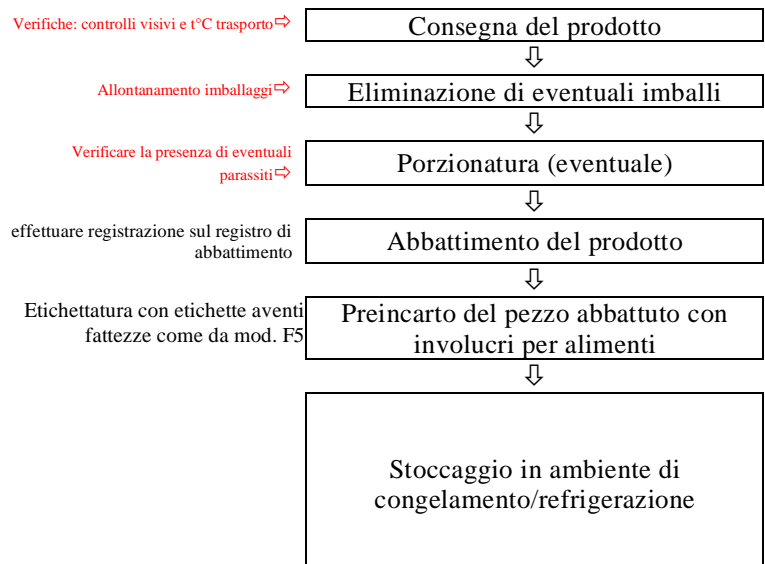 Verifiche: controlli visivi e t°C trasporto⇨
Consegna del prodotto
⇩
Allontanamento imballaggi⇨
Eliminazione di eventuali imballi
⇩
Verificare la presenza di eventuali
parassiti⇨
Porzionatura (eventuale)
⇩
effettuare registrazione sul registro di
abbattimento
Abbattimento del prodotto
⇩
Etichettatura con etichette aventi
fattezze come da mod. F5
Preincarto del pezzo abbattuto con
involucri per alimenti
⇩
Stoccaggio in ambiente di
congelamento/refrigerazione